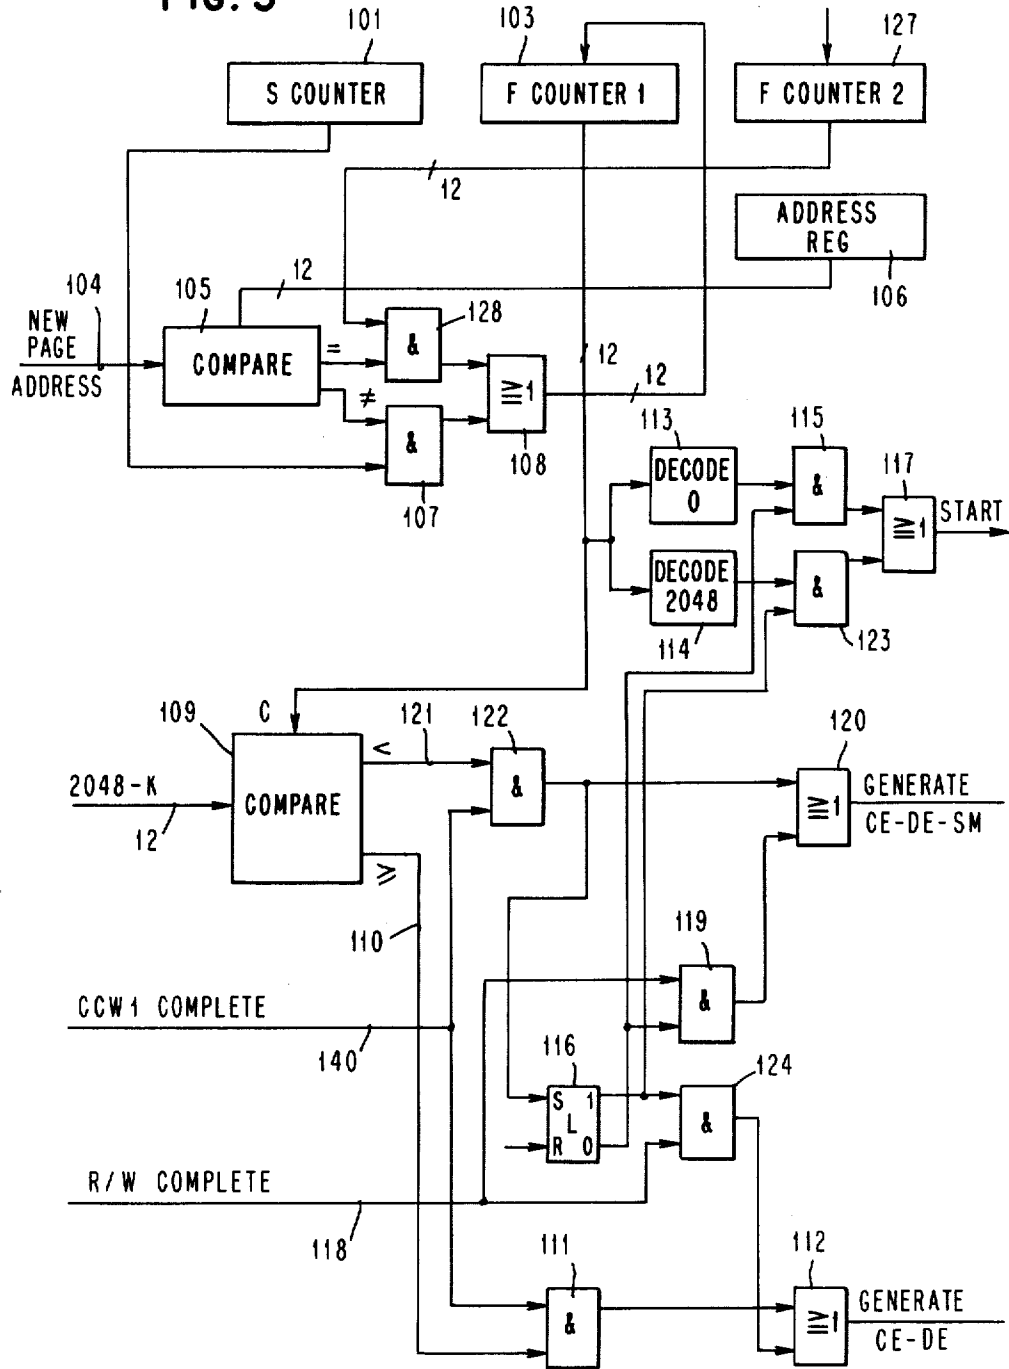 FIG. 3
101
103
127
S COUNTER
F COUNTER 1
F COUNTER 2
12
ADDRESS
REG
106
104
105
12
NEW
PAGE
ADDRESS
COMPARE
=
≠
&
128
&
107
≧1
108
12
12
113
DECODE
0
DECODE
2048
114
115
&
&
123
117
≧1
START
109
C
2048-K
12
COMPARE
<
≥
121
122
&
110
120
≧1
GENERATE
CE-DE-SM
119
&
CCW1 COMPLETE
140
116
S 1
L
R 0
124
&
R/W COMPLETE
118
111
&
112
≧1
GENERATE
CE-DE